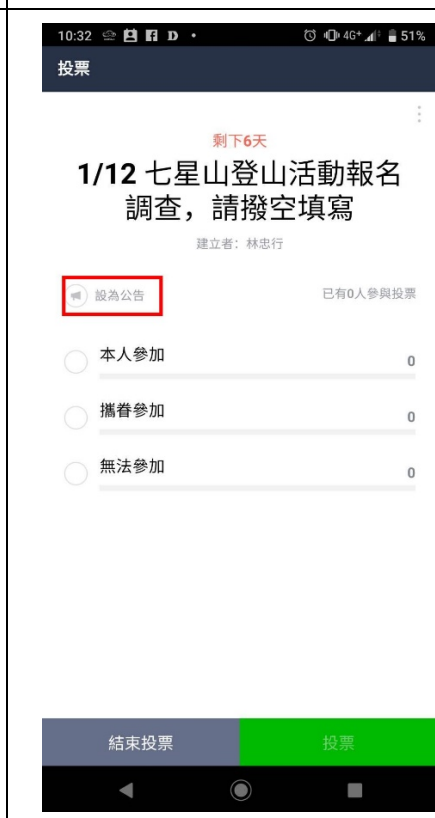 10:32 D • 4G+ 51%
投票
剩下6天
1/12 七星山登山活動報名
調查，請撥空填寫
建立者：林忠行
設為公告 已有0人參與投票
本人參加 0
攜眷參加 0
無法參加 0
結束投票 投票